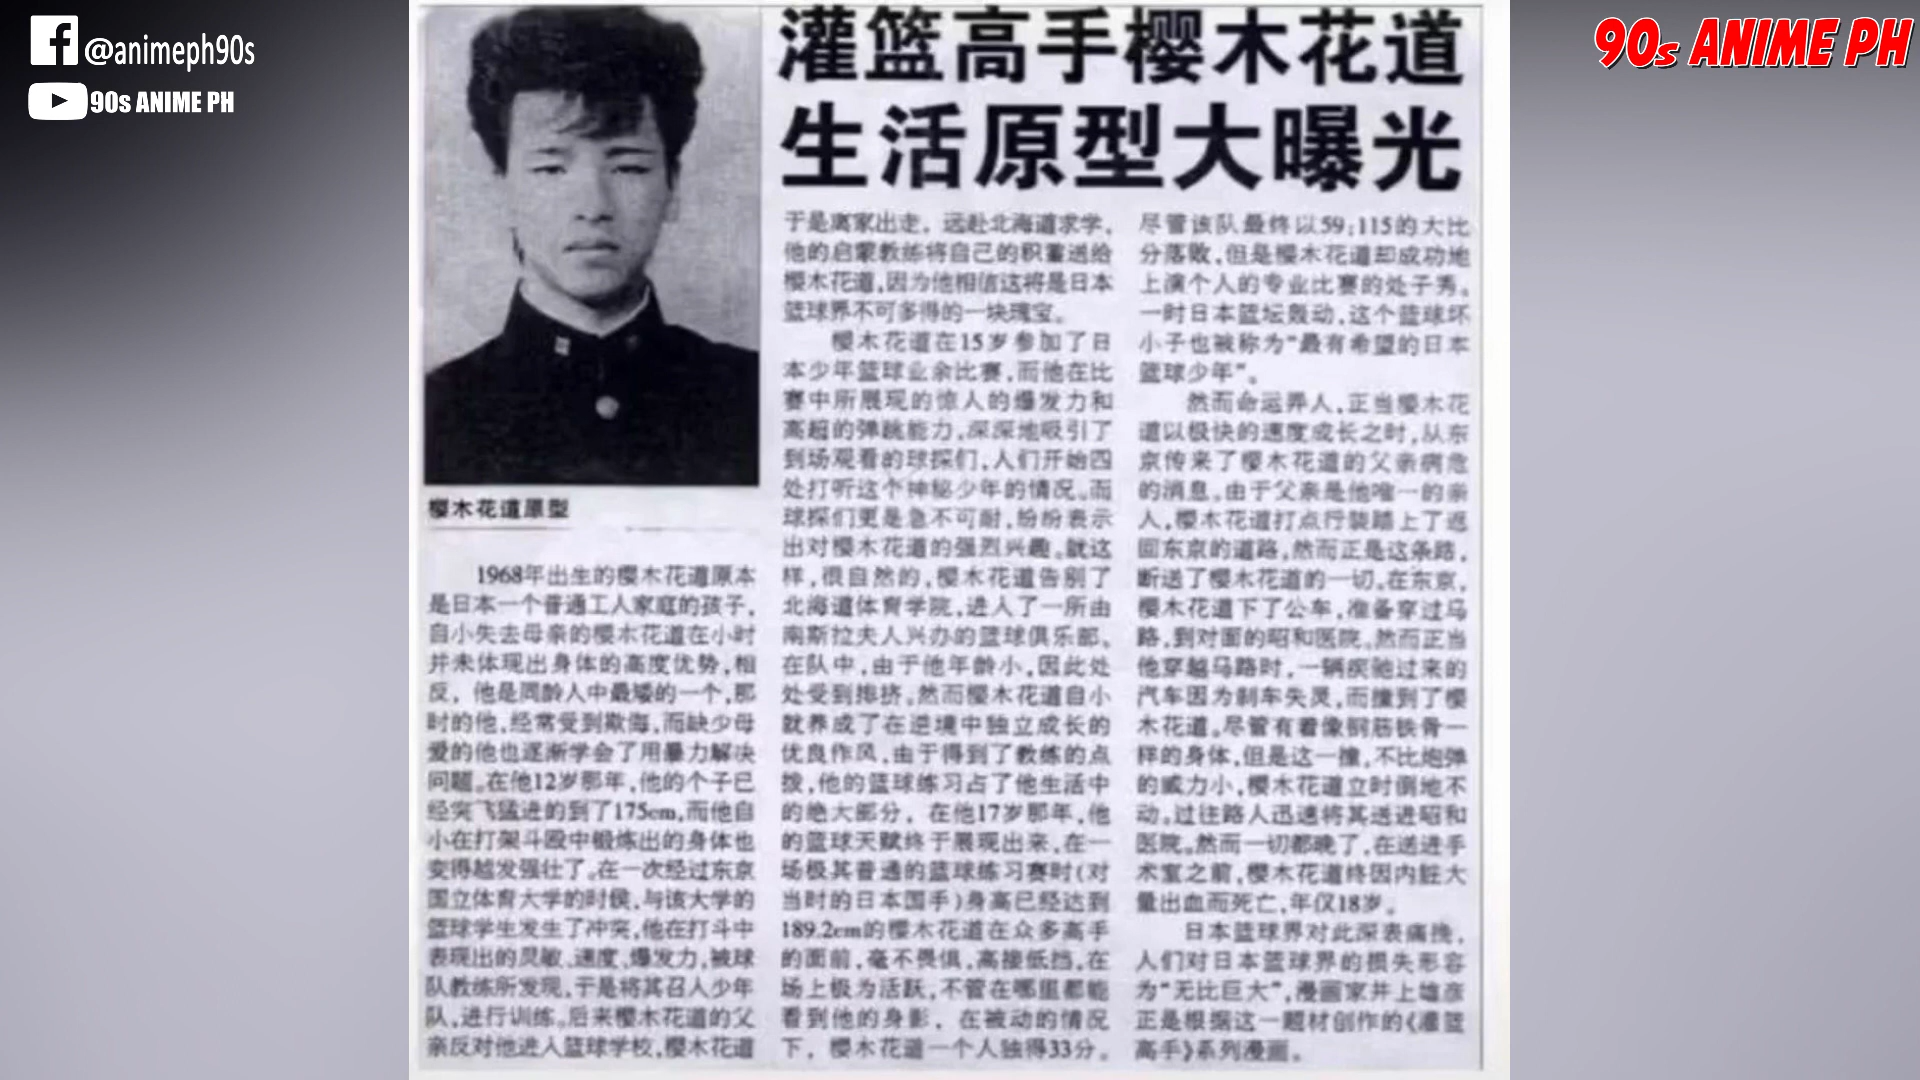 @animeph90s
90s ANIME PH
90s ANIME PH
灌篮高手樱木花道
生活原型大曝光
樱木花道原型
1968年出生的樱木花道原本
是日本一个普通工人家庭的孩子,
自小失去母亲的樱木花道在小时
并未体现出身体的高度优势,相
反，他是同龄人中最矮的一个,那
时的他,经常受到欺侮,而缺少母
爱的他也逐渐学会了用暴力解决
问题。在他12岁那年,他的个子已
经突飞猛进的到了175cm,而他自
小在打架斗殴中锻炼出的身体也
变得越发强壮了。在一次经过东京
国立体育大学的时侯,与该大学的
篮球学生发生了冲突,他在打斗中
表现出的灵敏、速度、爆发力,被球
队教练所发现,于是将其召入少年
队,进行训练。后来樱木花道的父
亲反对他进入篮球学校,樱木花道
于是离家出走，远赴北海道求学,
他的启蒙教练将自己的积蓄送给
樱木花道,因为他相信这将是日本
篮球界不可多得的一块瑰宝。
樱木花道在15岁参加了日
本少年篮球业余比赛,而他在比
赛中所展现的惊人的爆发力和
高超的弹跳能力,深深地吸引了
到场观看的球探们,人们开始四
处打听这个神秘少年的情况。而
球探们更是急不可耐,纷纷表示
出对樱木花道的强烈兴趣。就这
样,很自然的,樱木花道告别了
北海道体育学院,进入了一所由
南斯拉夫人兴办的篮球俱乐部。
在队中,由于他年龄小,因此处
处受到排挤。然而樱木花道自小
就养成了在逆境中独立成长的
优良作风,由于得到了教练的点
拨,他的篮球练习占了他生活中
的绝大部分，在他17岁那年,他
的篮球天赋终于展现出来,在一
场极其普通的篮球练习赛时(对
当时的日本国手)身高已经达到
189.2cm的樱木花道在众多高手
的面前,毫不畏惧,高接低挡,在
场上极为活跃,不管在哪里都能
看到他的身影，在被动的情况
下，樱木花道一个人独得33分。
尽管该队最终以59:115的大比
分落败,但是樱木花道却成功地
上演个人的专业比赛的处子秀。
一时日本篮坛轰动,这个篮球坏
小子也被称为“最有希望的日本
篮球少年”。
然而命运弄人,正当樱木花
道以极快的速度成长之时,从东
京传来了樱木花道的父亲病危
的消息。由于父亲是他唯一的亲
人,樱木花道打点行装踏上了返
回东京的道路,然而正是这条路,
断送了樱木花道的一切。在东京,
樱木花道下了公车,准备穿过马
路,到对面的昭和医院。然而正当
他穿越马路时,一辆疾驰过来的
汽车因为刹车失灵,而撞到了樱
木花道。尽管有着像钢筋铁骨一
样的身体,但是这一撞,不比炮弹
的威力小,樱木花道立时倒地不
动。过往路人迅速将其送进昭和
医院。然而一切都晚了,在送进手
术室之前,樱木花道终因内脏大
量出血而死亡,年仅18岁。
日本篮球界对此深表痛挽,
人们对日本篮球界的损失形容
为“无比巨大”,漫画家井上雄彦
正是根据这一题材创作的《灌篮
高手》系列漫画。